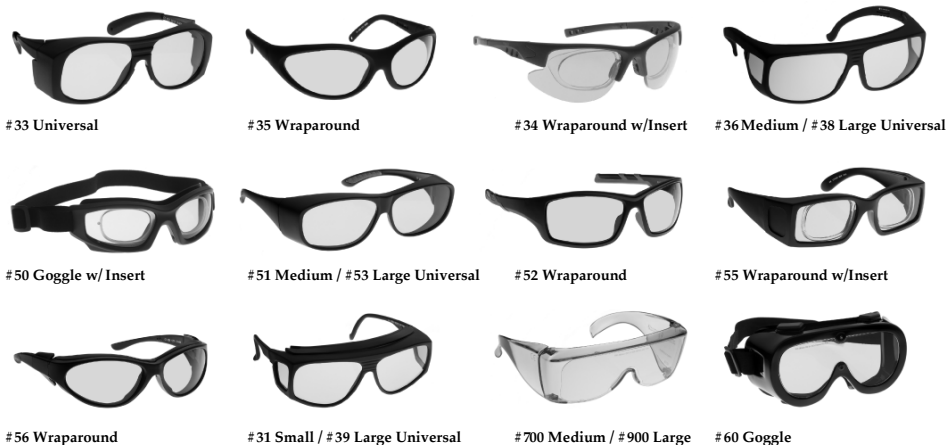 #33 Universal
#35 Wraparound
#34 Wraparound w/Insert
#36 Medium / #38 Large Universal
#50 Goggle w/ Insert
#51 Medium / #53 Large Universal
#52 Wraparound
#55 Wraparound w/Insert
#56 Wraparound
#31 Small / #39 Large Universal
#700 Medium / #900 Large
#60 Goggle